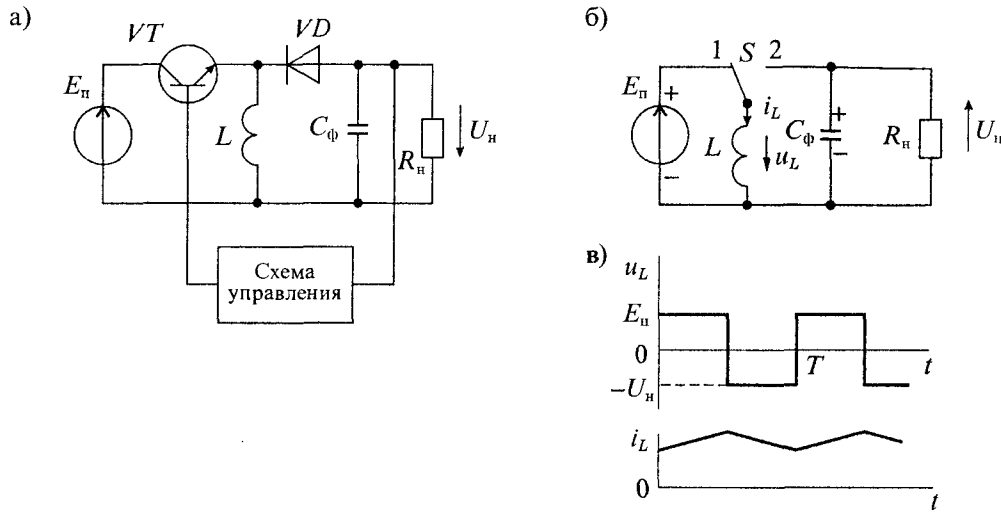 а)
VT
VD
Eп
L
Cф
Rн
Uн
Схема
управления
б)
1 S 2
Eп
+
−
iL
L
uL
Cф
+
−
Rн
Uн
в)
uL
Eп
0
T
t
−Uн
iL
0
t